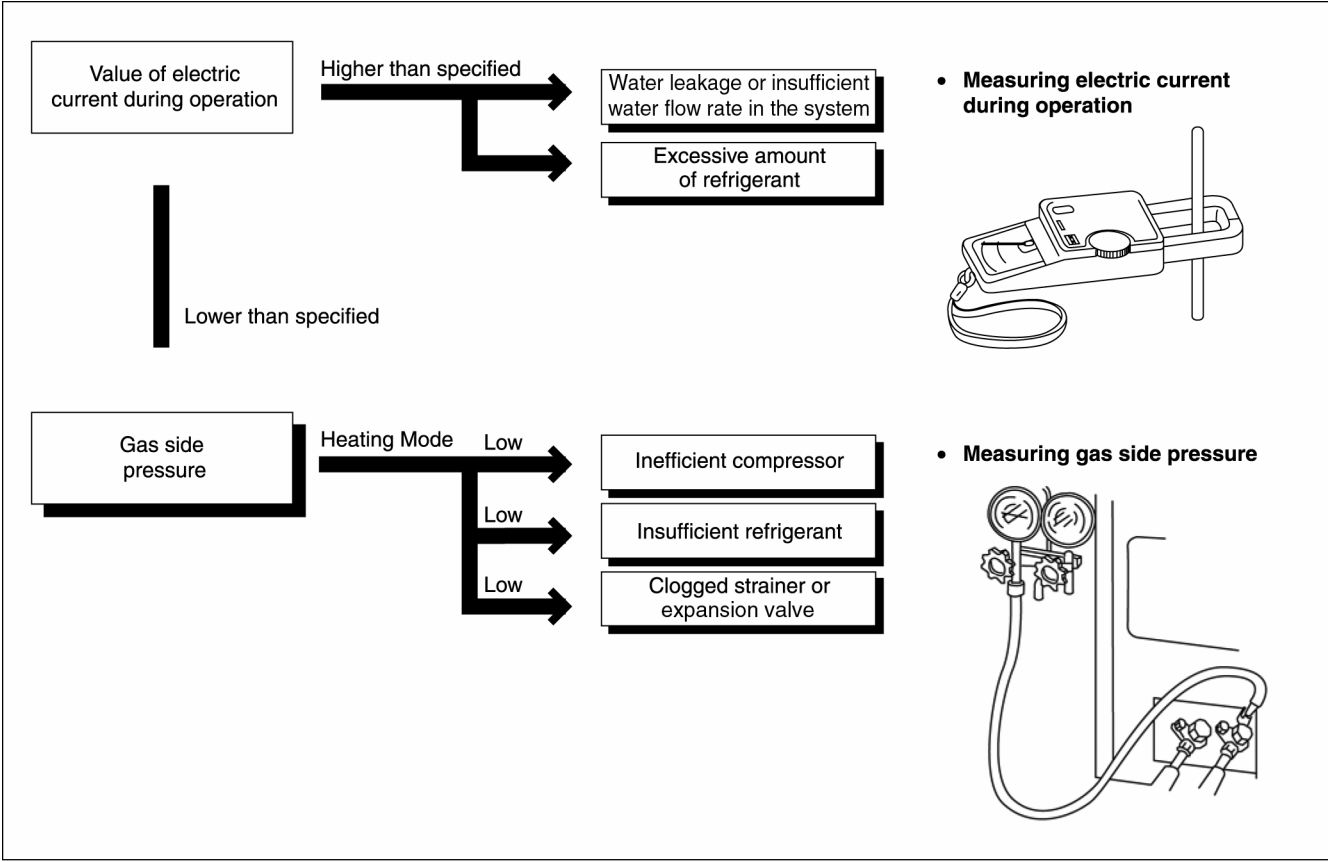 Value of electric
current during operation
Higher than specified
Water leakage or insufficient
water flow rate in the system
Excessive amount
of refrigerant
• Measuring electric current
during operation
Lower than specified
Gas side
pressure
Heating Mode
Low
Inefficient compressor
Low
Insufficient refrigerant
Low
Clogged strainer or
expansion valve
• Measuring gas side pressure